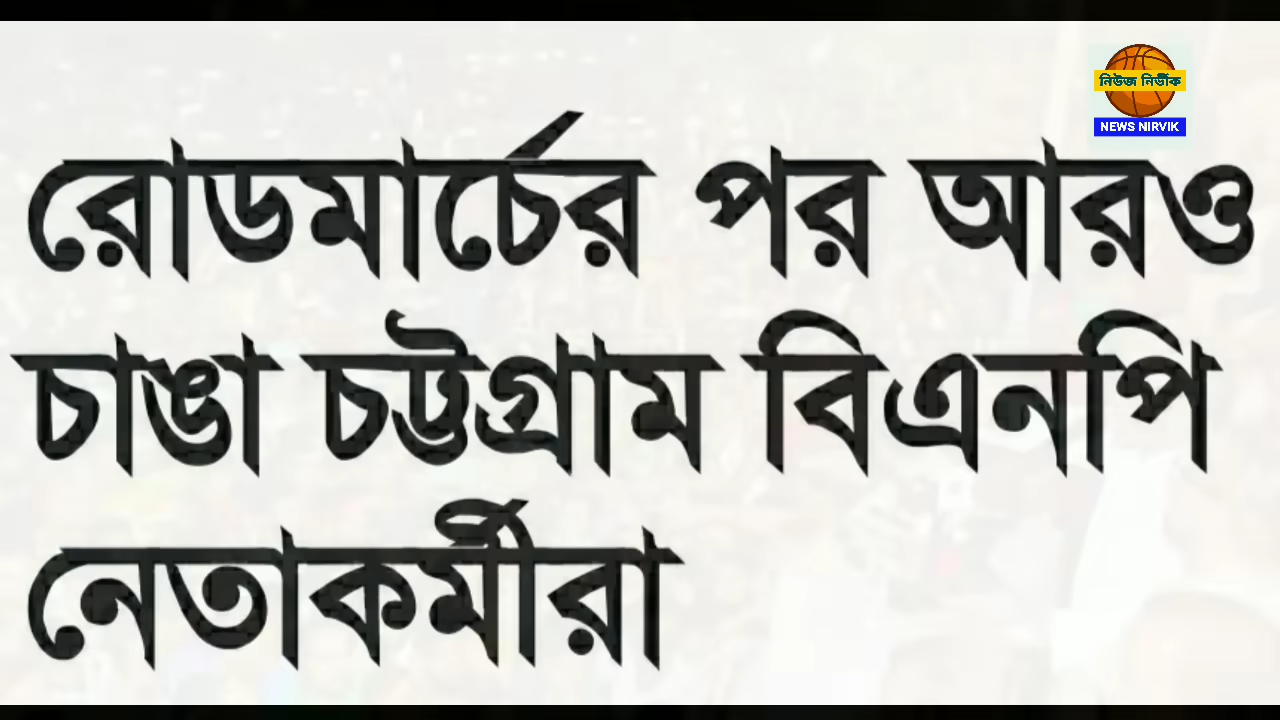 নিউজ নির্ভীক
NEWS NIRVIK
রোডমার্চের পর আরও
চাঙা চট্টগ্রাম বিএনপি
নেতাকর্মীরা